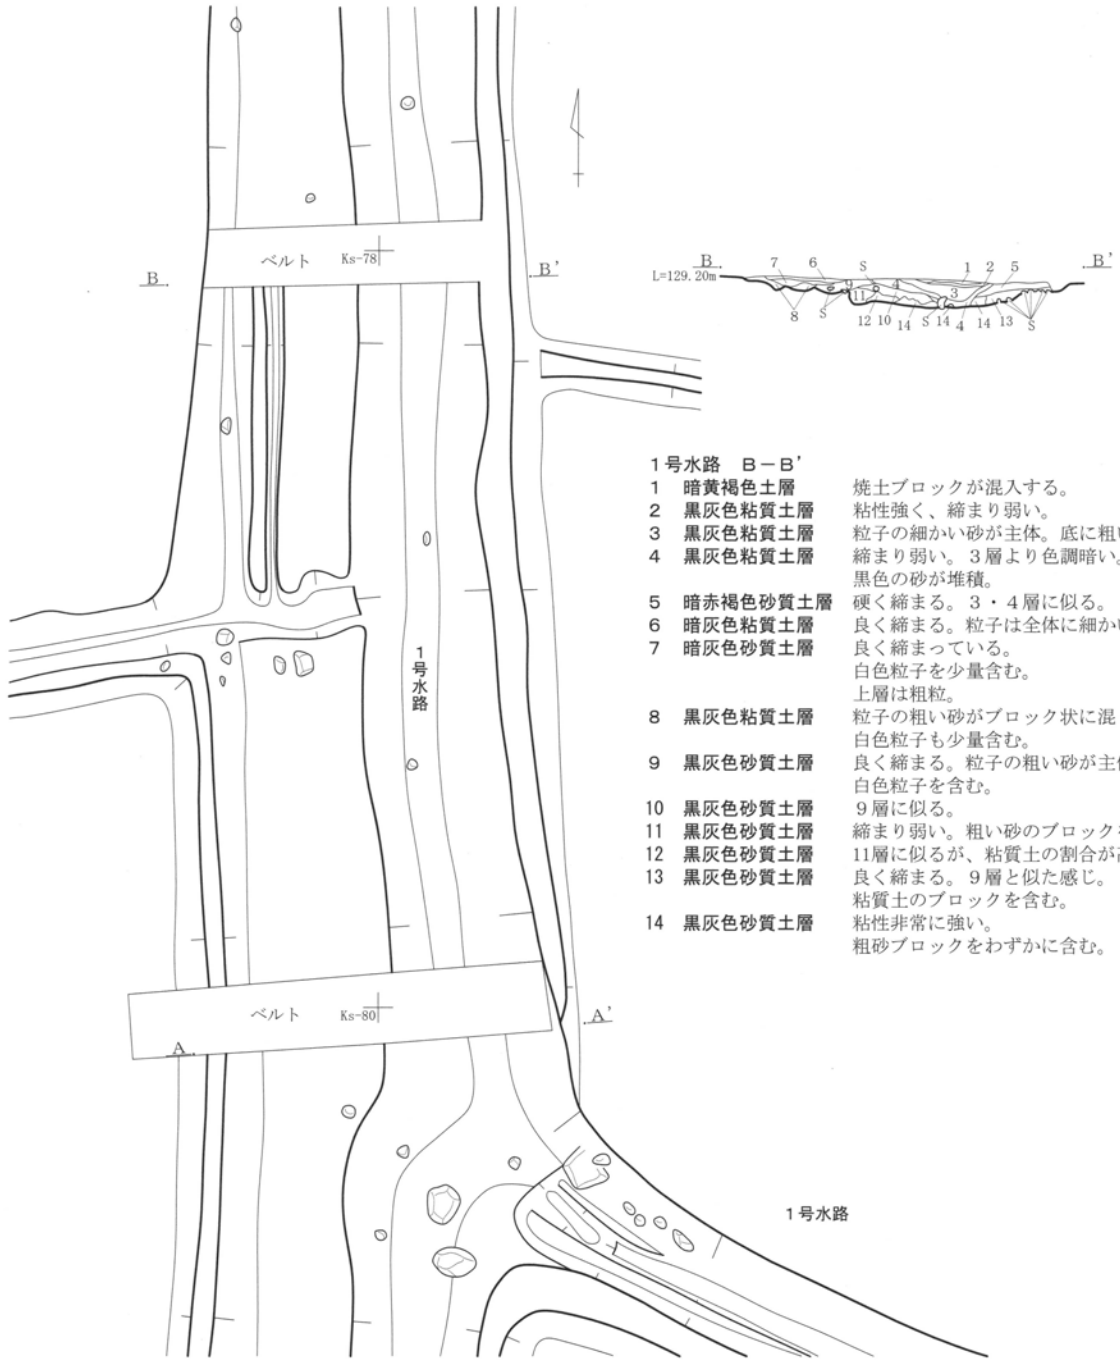 ベルト Ks-78
B B'
B B'
L=129.20m
7 6 S 9 4 1 2 5
11 3
8 S 12 10 14 S 14 4 14 13 S
1号水路 B-B'
1 暗黄褐色土層 焼土ブロックが混入する。
2 黒灰色粘質土層 粘性強く、締まり弱い。
3 黒灰色粘質土層 粒子の細かい砂が主体。底に粗い
4 黒灰色粘質土層 締まり弱い。3層より色調暗い。
黒色の砂が堆積。
5 暗赤褐色砂質土層 硬く締まる。3・4層に似る。
6 暗灰色粘質土層 良く締まる。粒子は全体に細かい
7 暗灰色砂質土層 良く締まっている。
白色粒子を少量含む。
上層は粗粒。
8 黒灰色粘質土層 粒子の粗い砂がブロック状に混
白色粒子も少量含む。
9 黒灰色砂質土層 良く締まる。粒子の粗い砂が主体
白色粒子を含む。
10 黒灰色砂質土層 9層に似る。
11 黒灰色砂質土層 締まり弱い。粗い砂のブロックを
12 黒灰色砂質土層 11層に似るが、粘質土の割合が高
13 黒灰色砂質土層 良く締まる。9層と似た感じ。
粘質土のブロックを含む。
14 黒灰色砂質土層 粘性非常に強い。
粗砂ブロックをわずかに含む。
1号水路
ベルト Ks-80
A A'
1号水路